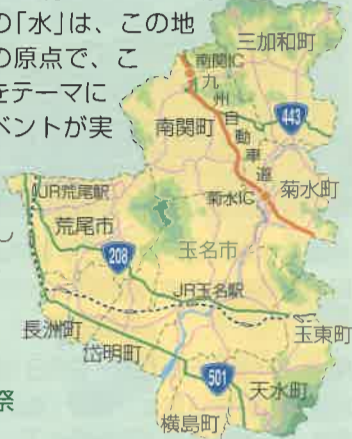 の「水」は、この地
の原点で、こ
をテーマに
ベントが実
し
祭
三加和町
南関IC
九州自動車道
443
南関町
菊水IC
菊水町
JR荒尾駅
荒尾市
玉名市
208
JR玉名駅
玉東町
長洲町
岱明町
501
天水町
横島町